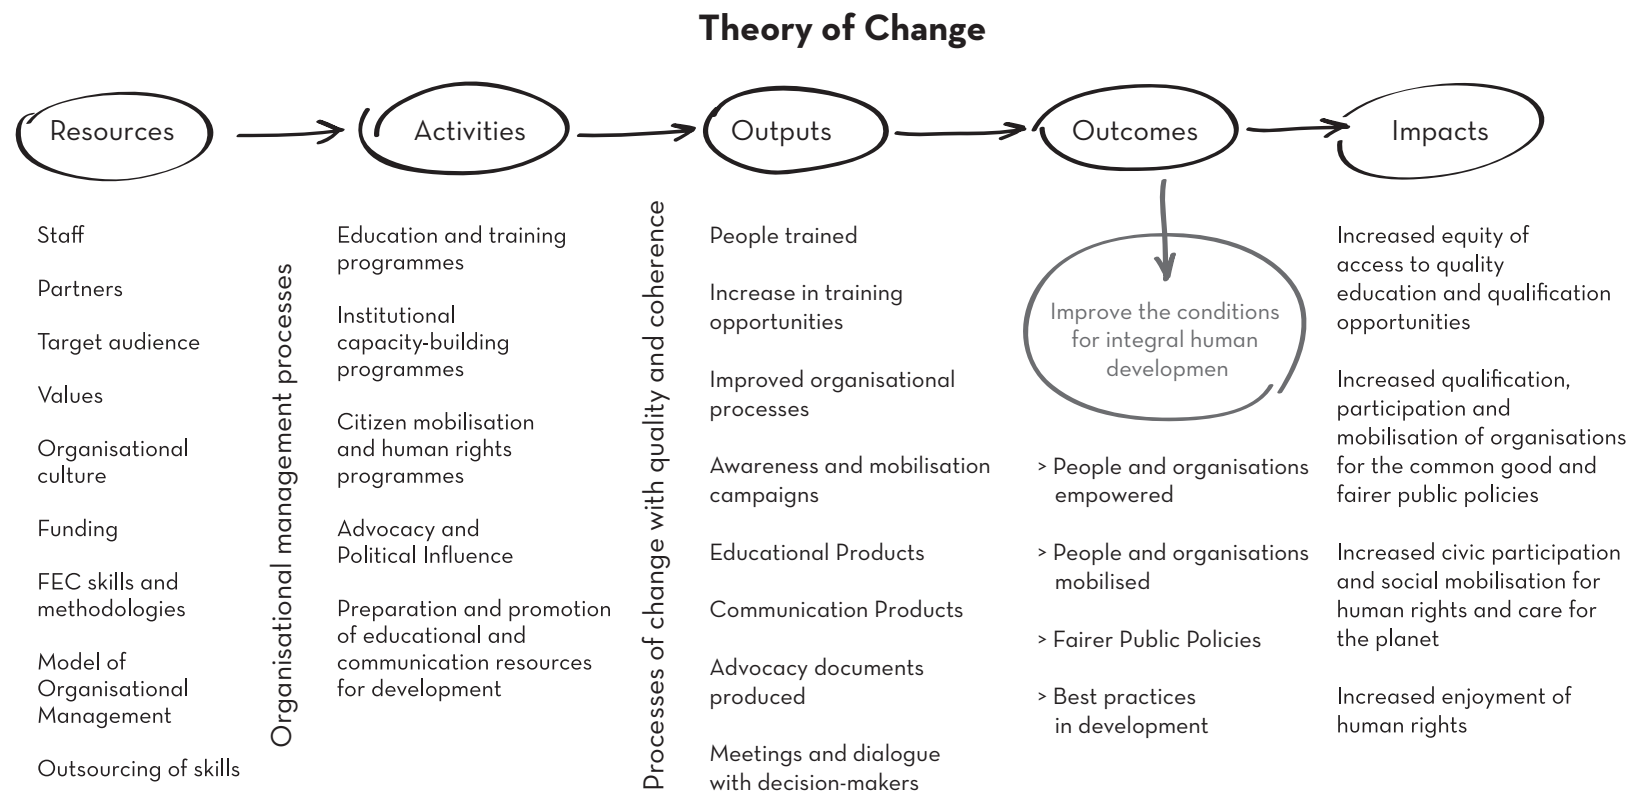 Theory of Change
Resources
Activities
Outputs
Outcomes
Impacts
Staff
Partners
Target audience
Values
Organisational
culture
Funding
FEC skills and
methodologies
Model of
Organisational
Management
Outsourcing of skills
Organisational management processes
Education and training
programmes
Institutional
capacity-building
programmes
Citizen mobilisation
and human rights
programmes
Advocacy and
Political Influence
Preparation and promotion
of educational and
communication resources
for development
Processes of change with quality and coherence
People trained
Increase in training
opportunities
Improved organisational
processes
Awareness and mobilisation
campaigns
Educational Products
Communication Products
Advocacy documents
produced
Meetings and dialogue
with decision-makers
Improve the conditions
for integral human
developmen
> People and organisations
empowered
> People and organisations
mobilised
> Fairer Public Policies
> Best practices
in development
Increased equity of
access to quality
education and qualification
opportunities
Increased qualification,
participation and
mobilisation of organisations
for the common good and
fairer public policies
Increased civic participation
and social mobilisation for
human rights and care for
the planet
Increased enjoyment of
human rights